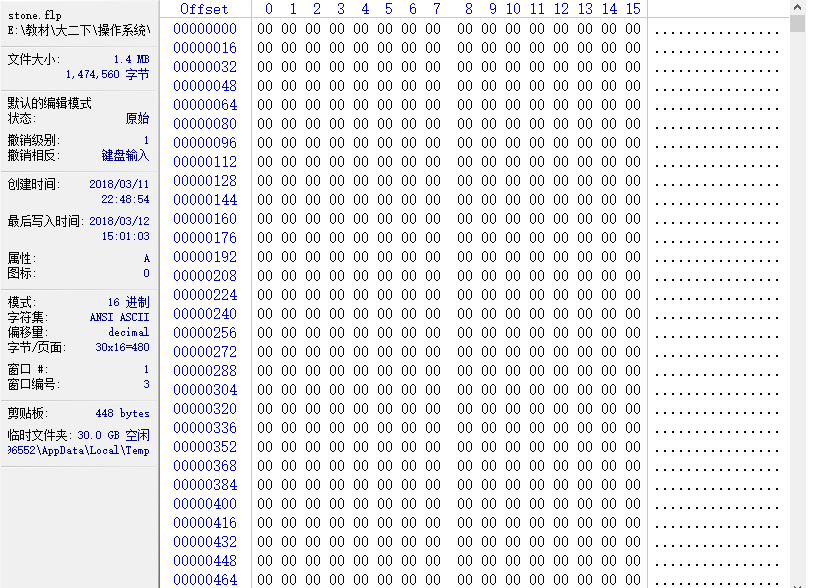 stone.flp
E:\教材\大二下\操作系统\
文件大小: 1.4 MB
1,474,560 字节
默认的编辑模式
状态: 原始
撤销级别: 1
撤销相反: 键盘输入
创建时间: 2018/03/11
22:48:54
最后写入时间: 2018/03/12
15:01:03
属性: A
图标: 0
模式: 16 进制
字符集: ANSI ASCII
偏移量: decimal
字节/页面: 30x16=480
窗口 #: 1
窗口编号: 3
剪贴板: 448 bytes
临时文件夹: 30.0 GB 空闲
96552\AppData\Local\Temp
Offset 0 1 2 3 4 5 6 7 8 9 10 11 12 13 14 15
00000000 00 00 00 00 00 00 00 00 00 00 00 00 00 00 00 00 ................
00000016 00 00 00 00 00 00 00 00 00 00 00 00 00 00 00 00 ................
00000032 00 00 00 00 00 00 00 00 00 00 00 00 00 00 00 00 ................
00000048 00 00 00 00 00 00 00 00 00 00 00 00 00 00 00 00 ................
00000064 00 00 00 00 00 00 00 00 00 00 00 00 00 00 00 00 ................
00000080 00 00 00 00 00 00 00 00 00 00 00 00 00 00 00 00 ................
00000096 00 00 00 00 00 00 00 00 00 00 00 00 00 00 00 00 ................
00000112 00 00 00 00 00 00 00 00 00 00 00 00 00 00 00 00 ................
00000128 00 00 00 00 00 00 00 00 00 00 00 00 00 00 00 00 ................
00000144 00 00 00 00 00 00 00 00 00 00 00 00 00 00 00 00 ................
00000160 00 00 00 00 00 00 00 00 00 00 00 00 00 00 00 00 ................
00000176 00 00 00 00 00 00 00 00 00 00 00 00 00 00 00 00 ................
00000192 00 00 00 00 00 00 00 00 00 00 00 00 00 00 00 00 ................
00000208 00 00 00 00 00 00 00 00 00 00 00 00 00 00 00 00 ................
00000224 00 00 00 00 00 00 00 00 00 00 00 00 00 00 00 00 ................
00000240 00 00 00 00 00 00 00 00 00 00 00 00 00 00 00 00 ................
00000256 00 00 00 00 00 00 00 00 00 00 00 00 00 00 00 00 ................
00000272 00 00 00 00 00 00 00 00 00 00 00 00 00 00 00 00 ................
00000288 00 00 00 00 00 00 00 00 00 00 00 00 00 00 00 00 ................
00000304 00 00 00 00 00 00 00 00 00 00 00 00 00 00 00 00 ................
00000320 00 00 00 00 00 00 00 00 00 00 00 00 00 00 00 00 ................
00000336 00 00 00 00 00 00 00 00 00 00 00 00 00 00 00 00 ................
00000352 00 00 00 00 00 00 00 00 00 00 00 00 00 00 00 00 ................
00000368 00 00 00 00 00 00 00 00 00 00 00 00 00 00 00 00 ................
00000384 00 00 00 00 00 00 00 00 00 00 00 00 00 00 00 00 ................
00000400 00 00 00 00 00 00 00 00 00 00 00 00 00 00 00 00 ................
00000416 00 00 00 00 00 00 00 00 00 00 00 00 00 00 00 00 ................
00000432 00 00 00 00 00 00 00 00 00 00 00 00 00 00 00 00 ................
00000448 00 00 00 00 00 00 00 00 00 00 00 00 00 00 00 00 ................
00000464 00 00 00 00 00 00 00 00 00 00 00 00 00 00 00 00 ................